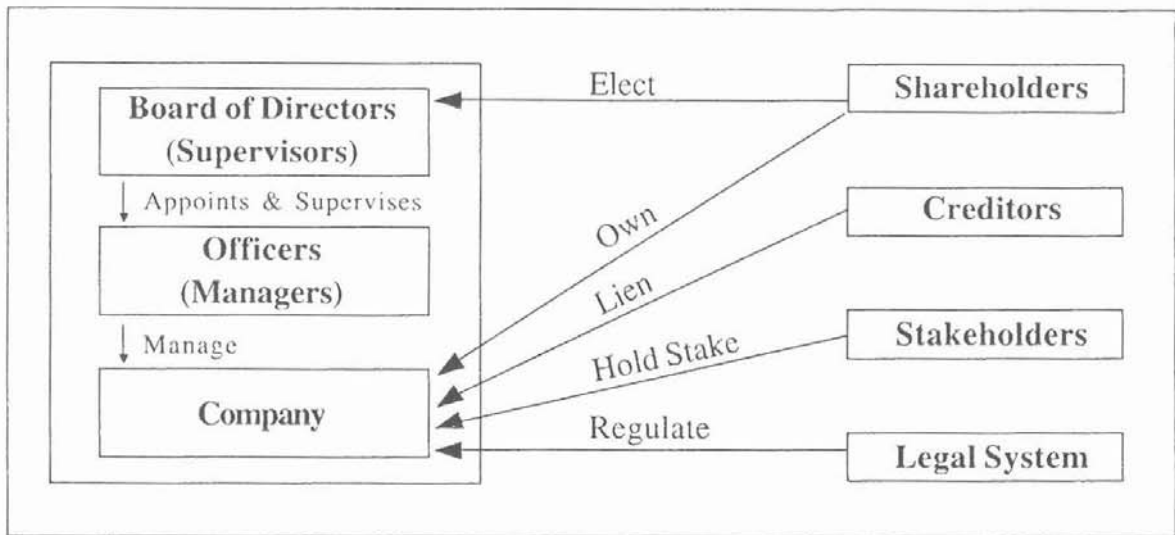 Board of Directors
(Supervisors)
Appoints & Supervises
Officers
(Managers)
Manage
Company
Elect
Own
Lien
Hold Stake
Regulate
Shareholders
Creditors
Stakeholders
Legal System